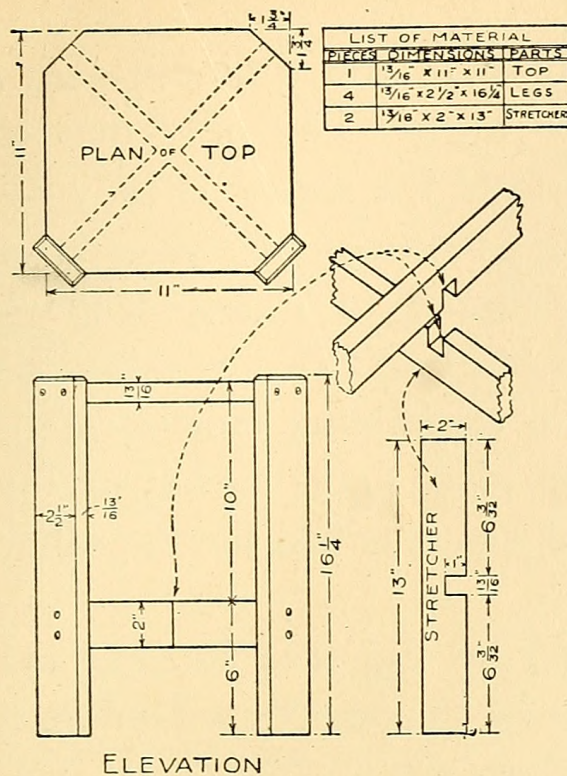 1 3/4"
3/4
1
LIST OF MATERIAL
PIECES DIMENSIONS PARTS
1 13/16" x 11" x 11" TOP
4 13/16" x 2 1/2" x 16 1/4" LEGS
2 13/16" x 2" x 13" STRETCHERS
11"
PLAN OF TOP
11"
13/16"
2 1/2"
13/16"
10"
16 1/4"
2"
6"
2"
13"
STRETCHER
6 3/32"
1"
13/16"
6 3/32"
ELEVATION